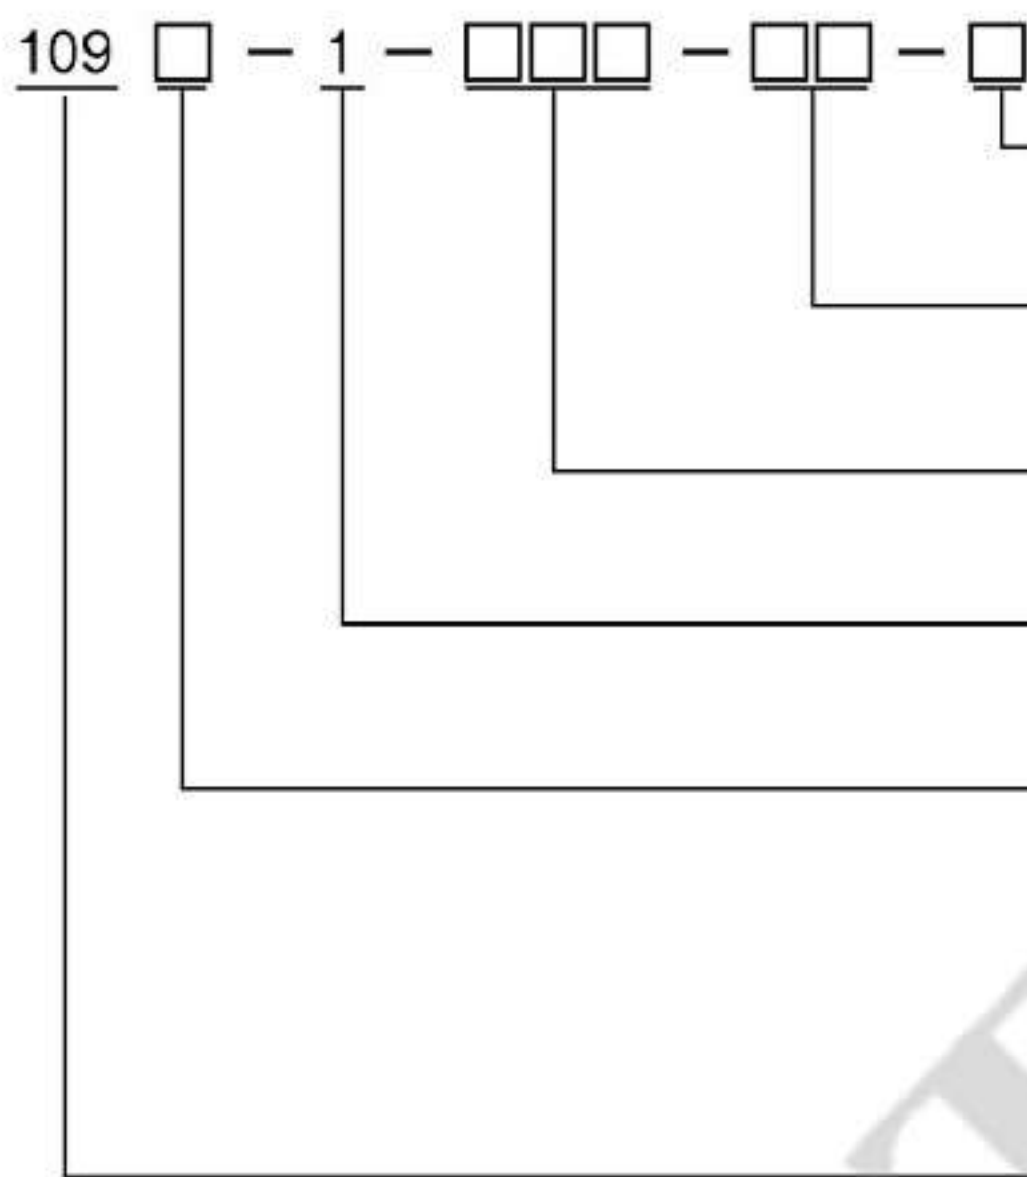 109 □ — 1 — □□□ — □□ — □